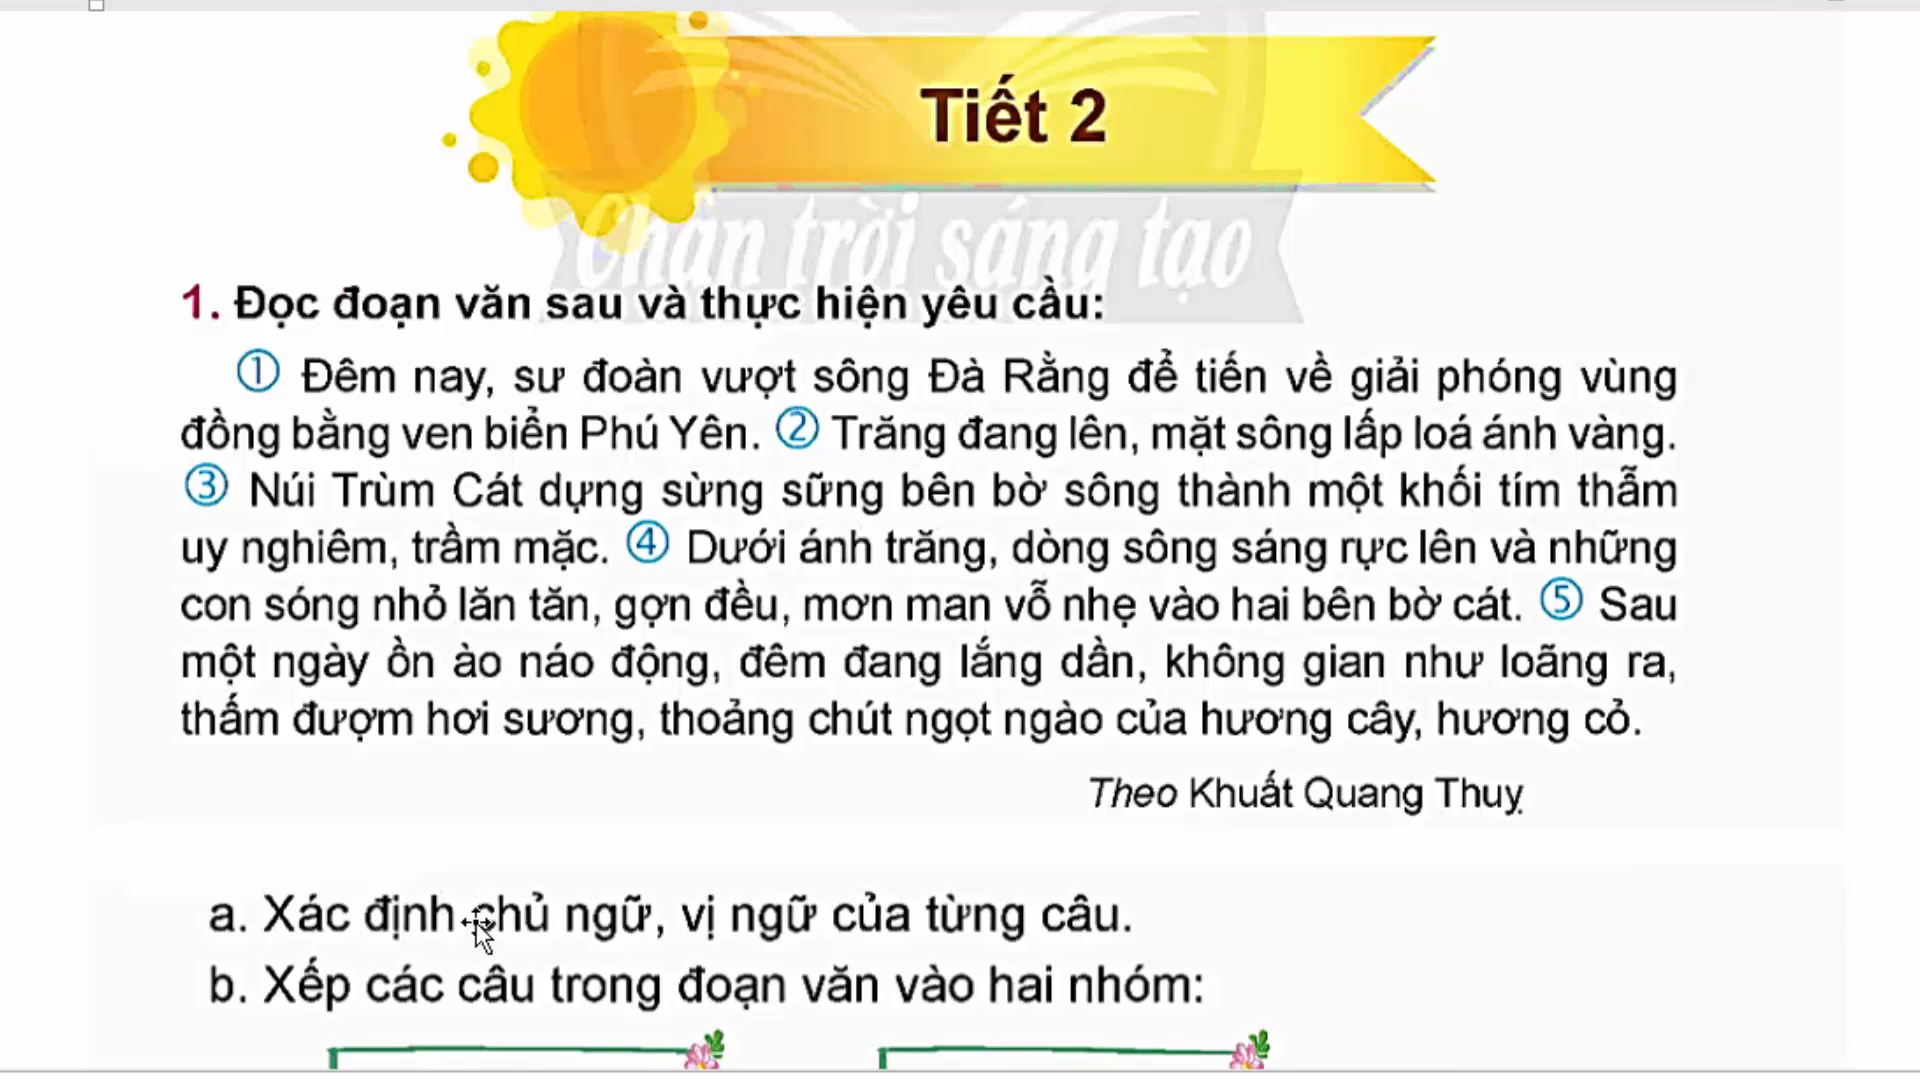 Tiết 2
Chân trời sáng tạo
1. Đọc đoạn văn sau và thực hiện yêu cầu:
① Đêm nay, sư đoàn vượt sông Đà Rằng để tiến về giải phóng vùng
đồng bằng ven biển Phú Yên. ② Trăng đang lên, mặt sông lấp loá ánh vàng.
③ Núi Trùm Cát dựng sừng sững bên bờ sông thành một khối tím thẫm
uy nghiêm, trầm mặc. ④ Dưới ánh trăng, dòng sông sáng rực lên và những
con sóng nhỏ lăn tăn, gợn đều, mơn man vỗ nhẹ vào hai bên bờ cát. ⑤ Sau
một ngày ồn ào náo động, đêm đang lắng dần, không gian như loãng ra,
thấm đượm hơi sương, thoảng chút ngọt ngào của hương cây, hương cỏ.
Theo Khuất Quang Thuỵ
a. Xác định chủ ngữ, vị ngữ của từng câu.
b. Xếp các câu trong đoạn văn vào hai nhóm: